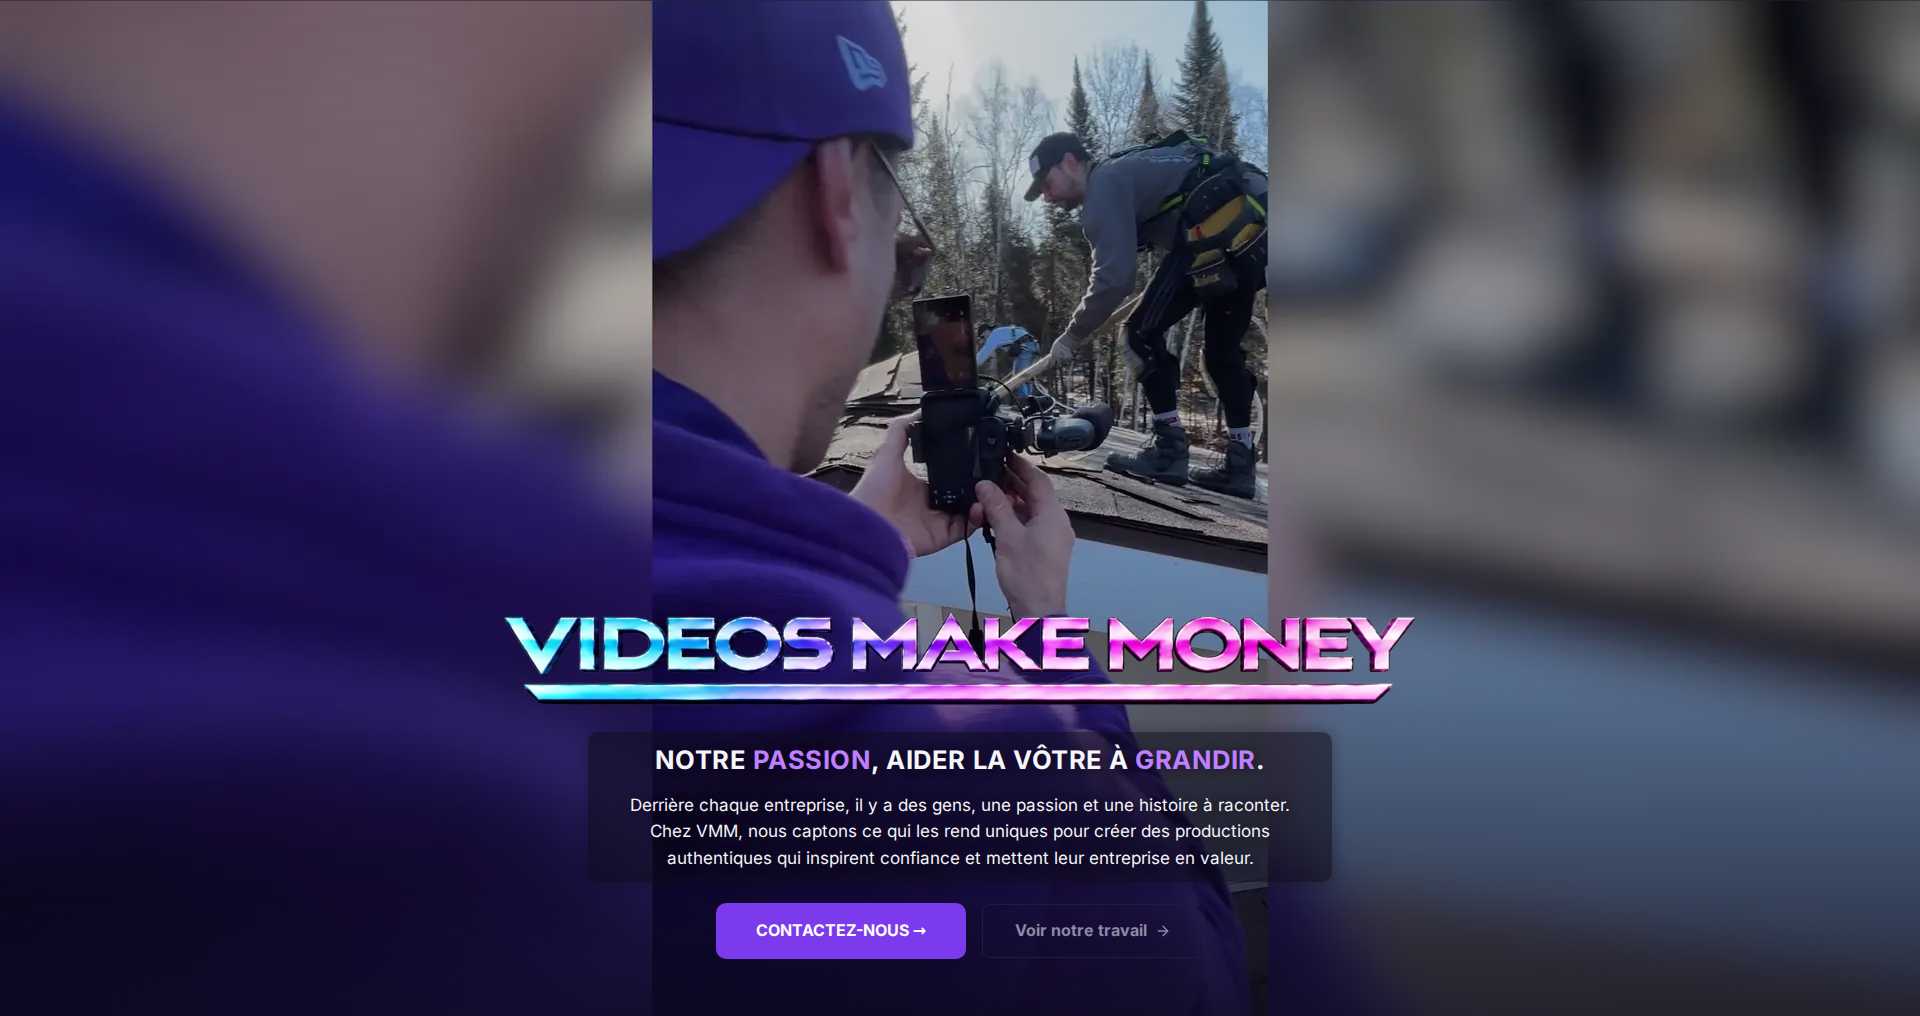 VIDEOS MAKE MONEY
NOTRE PASSION, AIDER LA VÔTRE À GRANDIR.
Derrière chaque entreprise, il y a des gens, une passion et une histoire à raconter.
Chez VMM, nous captons ce qui les rend uniques pour créer des productions
authentiques qui inspirent confiance et mettent leur entreprise en valeur.
CONTACTEZ-NOUS →
Voir notre travail →